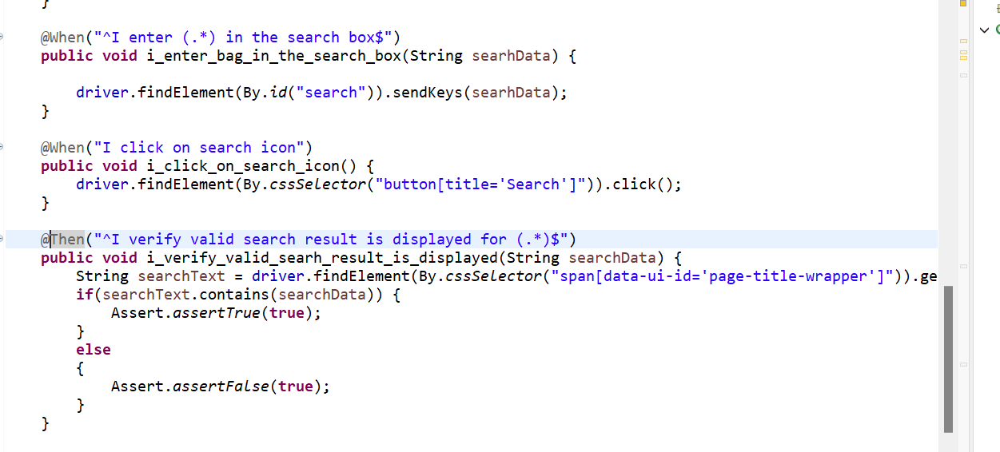 }
@When("^I enter (.*) in the search box$")
public void i_enter_bag_in_the_search_box(String searhData) {
driver.findElement(By.id("search")).sendKeys(searhData);
}
@When("I click on search icon")
public void i_click_on_search_icon() {
driver.findElement(By.cssSelector("button[title='Search']")).click();
}
@Then("^I verify valid search result is displayed for (.*)$")
public void i_verify_valid_searh_result_is_displayed(String searchData) {
String searchText = driver.findElement(By.cssSelector("span[data-ui-id='page-title-wrapper']")).ge
if(searchText.contains(searchData)) {
Assert.assertTrue(true);
}
else
{
Assert.assertFalse(true);
}
}